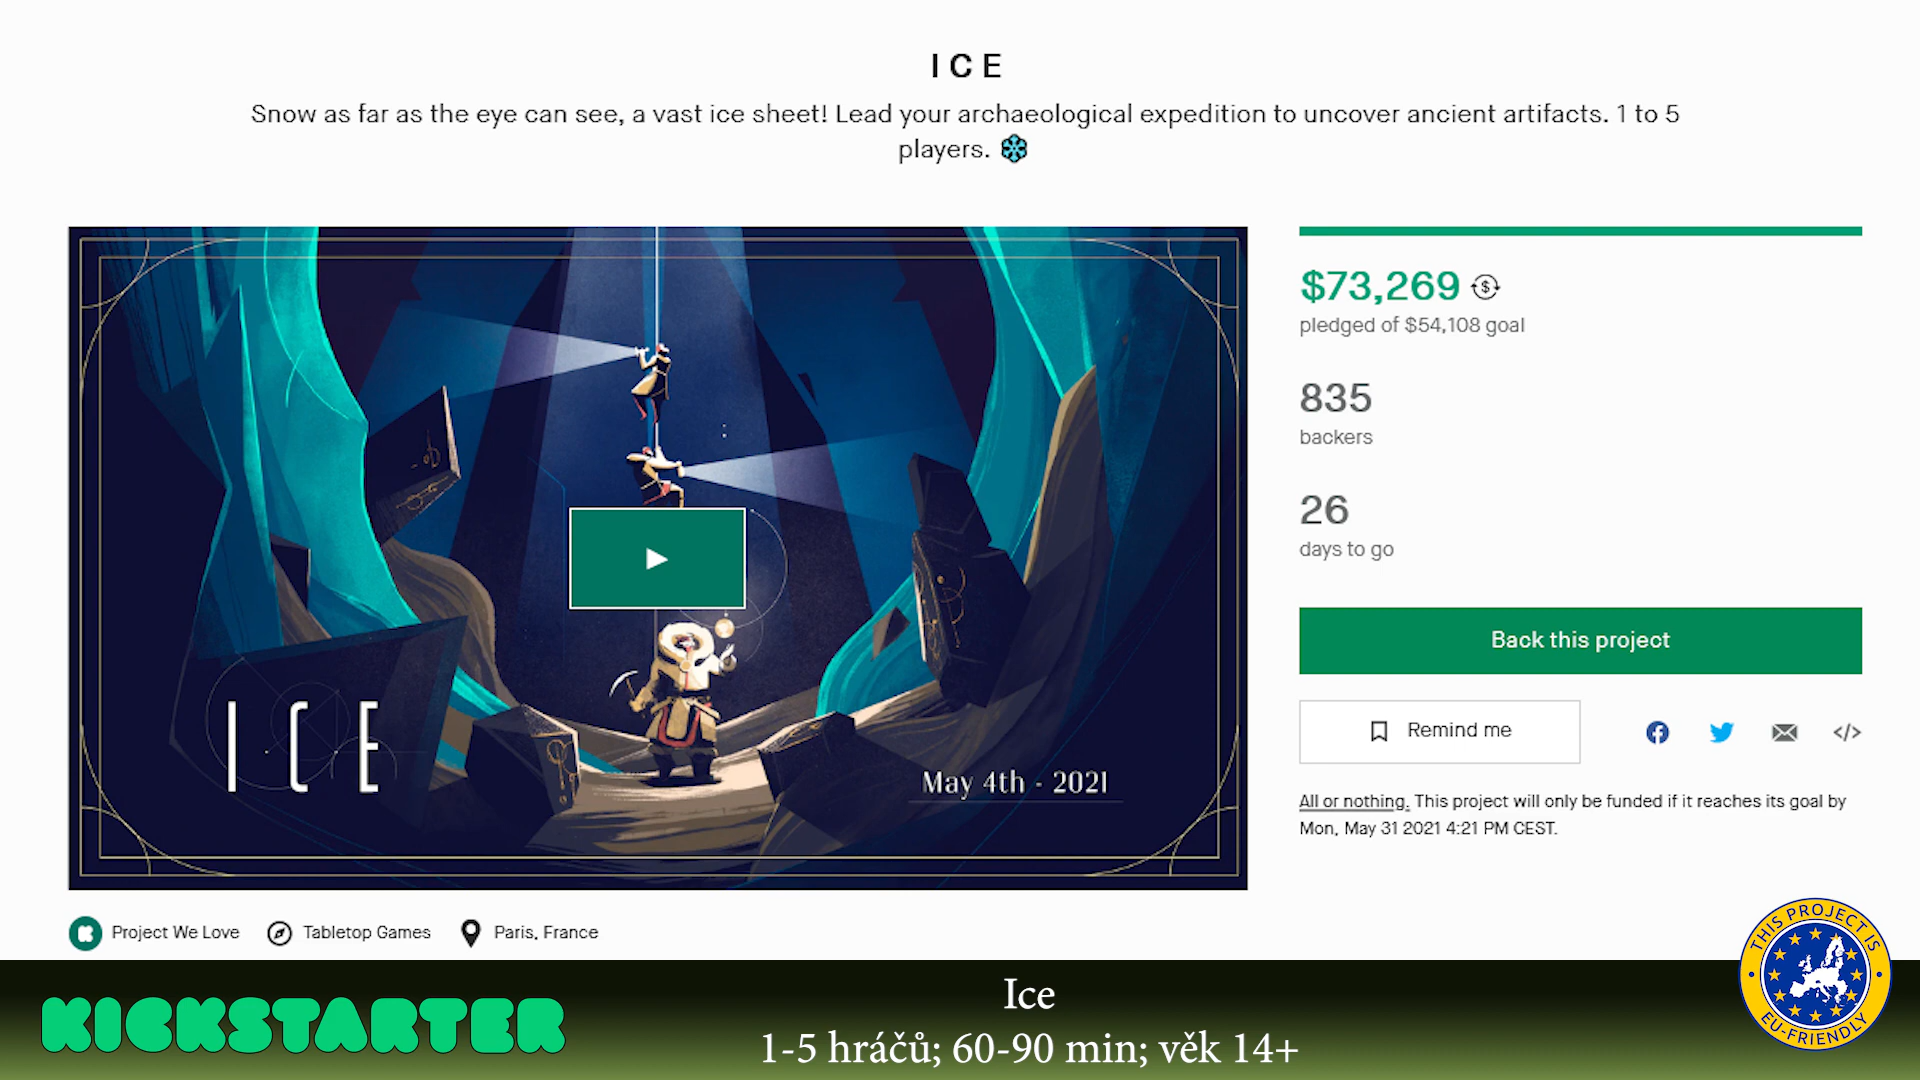 ICE
Snow as far as the eye can see, a vast ice sheet! Lead your archaeological expedition to uncover ancient artifacts. 1 to 5
players.
$73,269
pledged of $54,108 goal
835
backers
26
days to go
Back this project
Remind me
All or nothing. This project will only be funded if it reaches its goal by
Mon, May 31 2021 4:21 PM CEST.
ICE
May 4th - 2021
Project We Love
Tabletop Games
Paris, France
THIS PROJECT IS
EU-FRIENDLY
KICKSTARTER
Ice
1-5 hráčů; 60-90 min; věk 14+